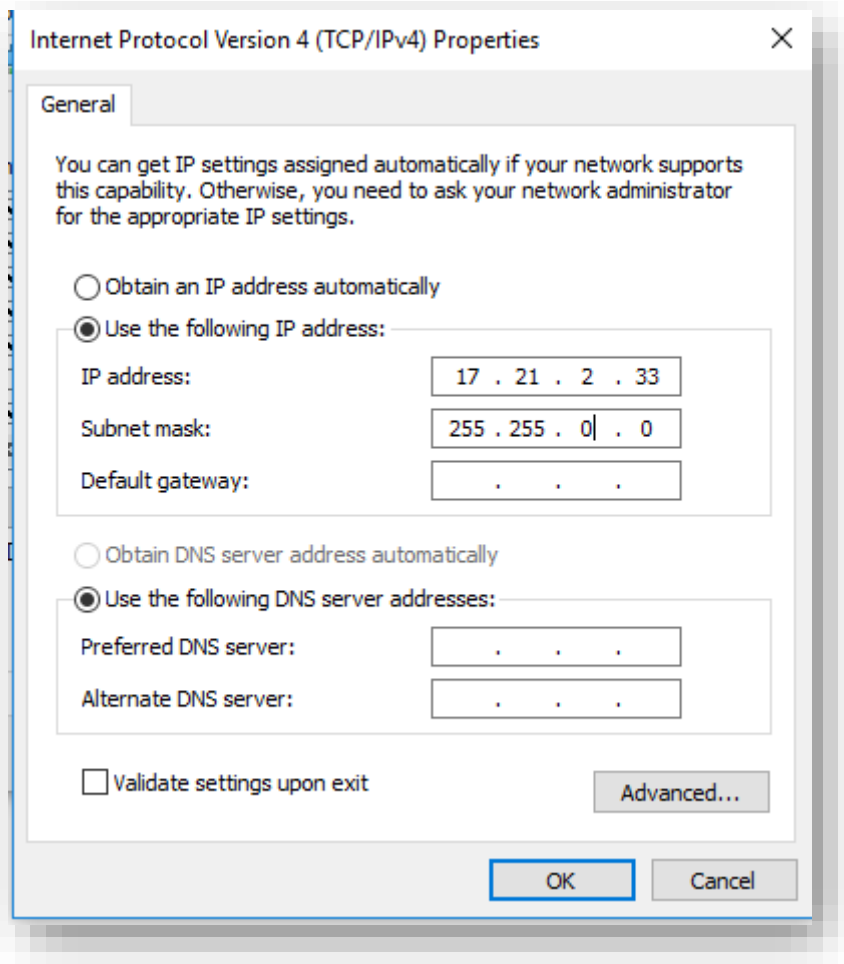 Internet Protocol Version 4 (TCP/IPv4) Properties
General
You can get IP settings assigned automatically if your network supports
this capability. Otherwise, you need to ask your network administrator
for the appropriate IP settings.
Obtain an IP address automatically
Use the following IP address:
IP address: 17 . 21 . 2 . 33
Subnet mask: 255 . 255 . 0 . 0
Default gateway: . . .
Obtain DNS server address automatically
Use the following DNS server addresses:
Preferred DNS server: . . .
Alternate DNS server: . . .
Validate settings upon exit
Advanced...
OK Cancel